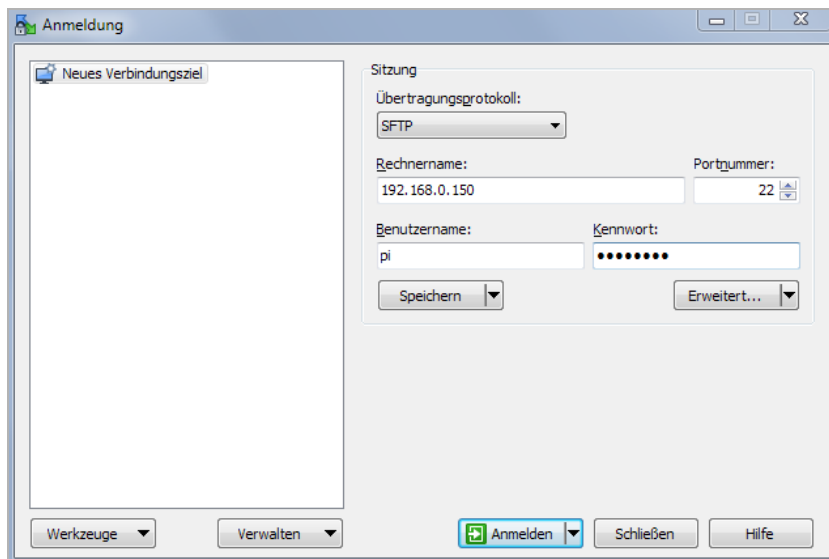 Anmeldung
Neues Verbindungsziel
Sitzung
Übertragungsprotokoll:
SFTP
Rechnername: Portnummer:
192.168.0.150 22
Benutzername: Kennwort:
pi ●●●●●●●●
Speichern Erweitert...
Werkzeuge Verwalten Anmelden Schließen Hilfe